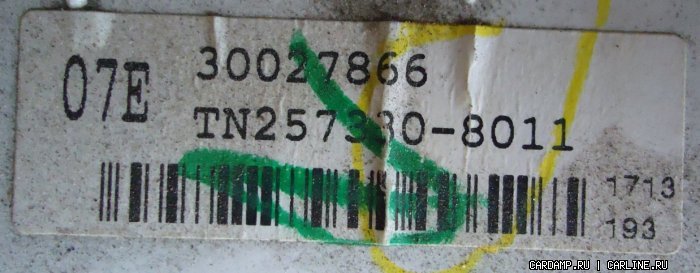 07E
30027866
TN257330-8011
1713
193
CARDAMP.RU | CARLINE.RU